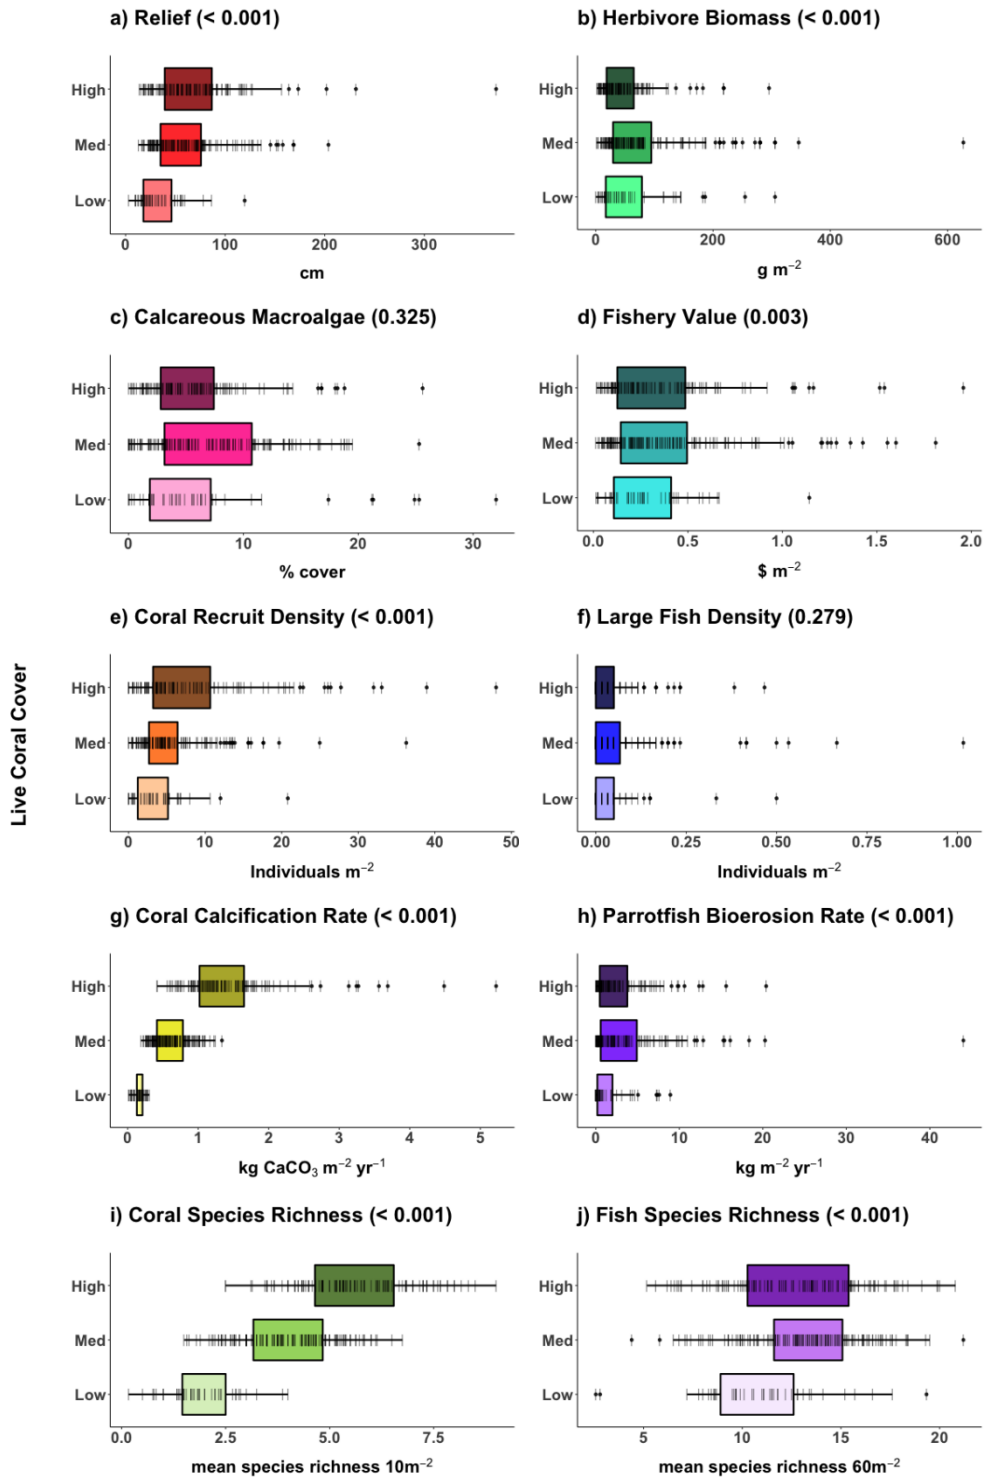 a) Relief (< 0.001)
High
Med
Low
0 100 200 300
cm
b) Herbivore Biomass (< 0.001)
High
Med
Low
0 200 400 600
g m⁻²
c) Calcareous Macroalgae (0.325)
High
Med
Low
0 10 20 30
% cover
d) Fishery Value (0.003)
High
Med
Low
0.0 0.5 1.0 1.5 2.0
$ m⁻²
Live Coral Cover
e) Coral Recruit Density (< 0.001)
High
Med
Low
0 10 20 30 40 50
Individuals m⁻²
f) Large Fish Density (0.279)
High
Med
Low
0.00 0.25 0.50 0.75 1.00
Individuals m⁻²
g) Coral Calcification Rate (< 0.001)
High
Med
Low
0 1 2 3 4 5
kg CaCO₃ m⁻² yr⁻¹
h) Parrotfish Bioerosion Rate (< 0.001)
High
Med
Low
0 10 20 30 40
kg m⁻² yr⁻¹
i) Coral Species Richness (< 0.001)
High
Med
Low
0.0 2.5 5.0 7.5
mean species richness 10m⁻²
j) Fish Species Richness (< 0.001)
High
Med
Low
5 10 15 20
mean species richness 60m⁻²